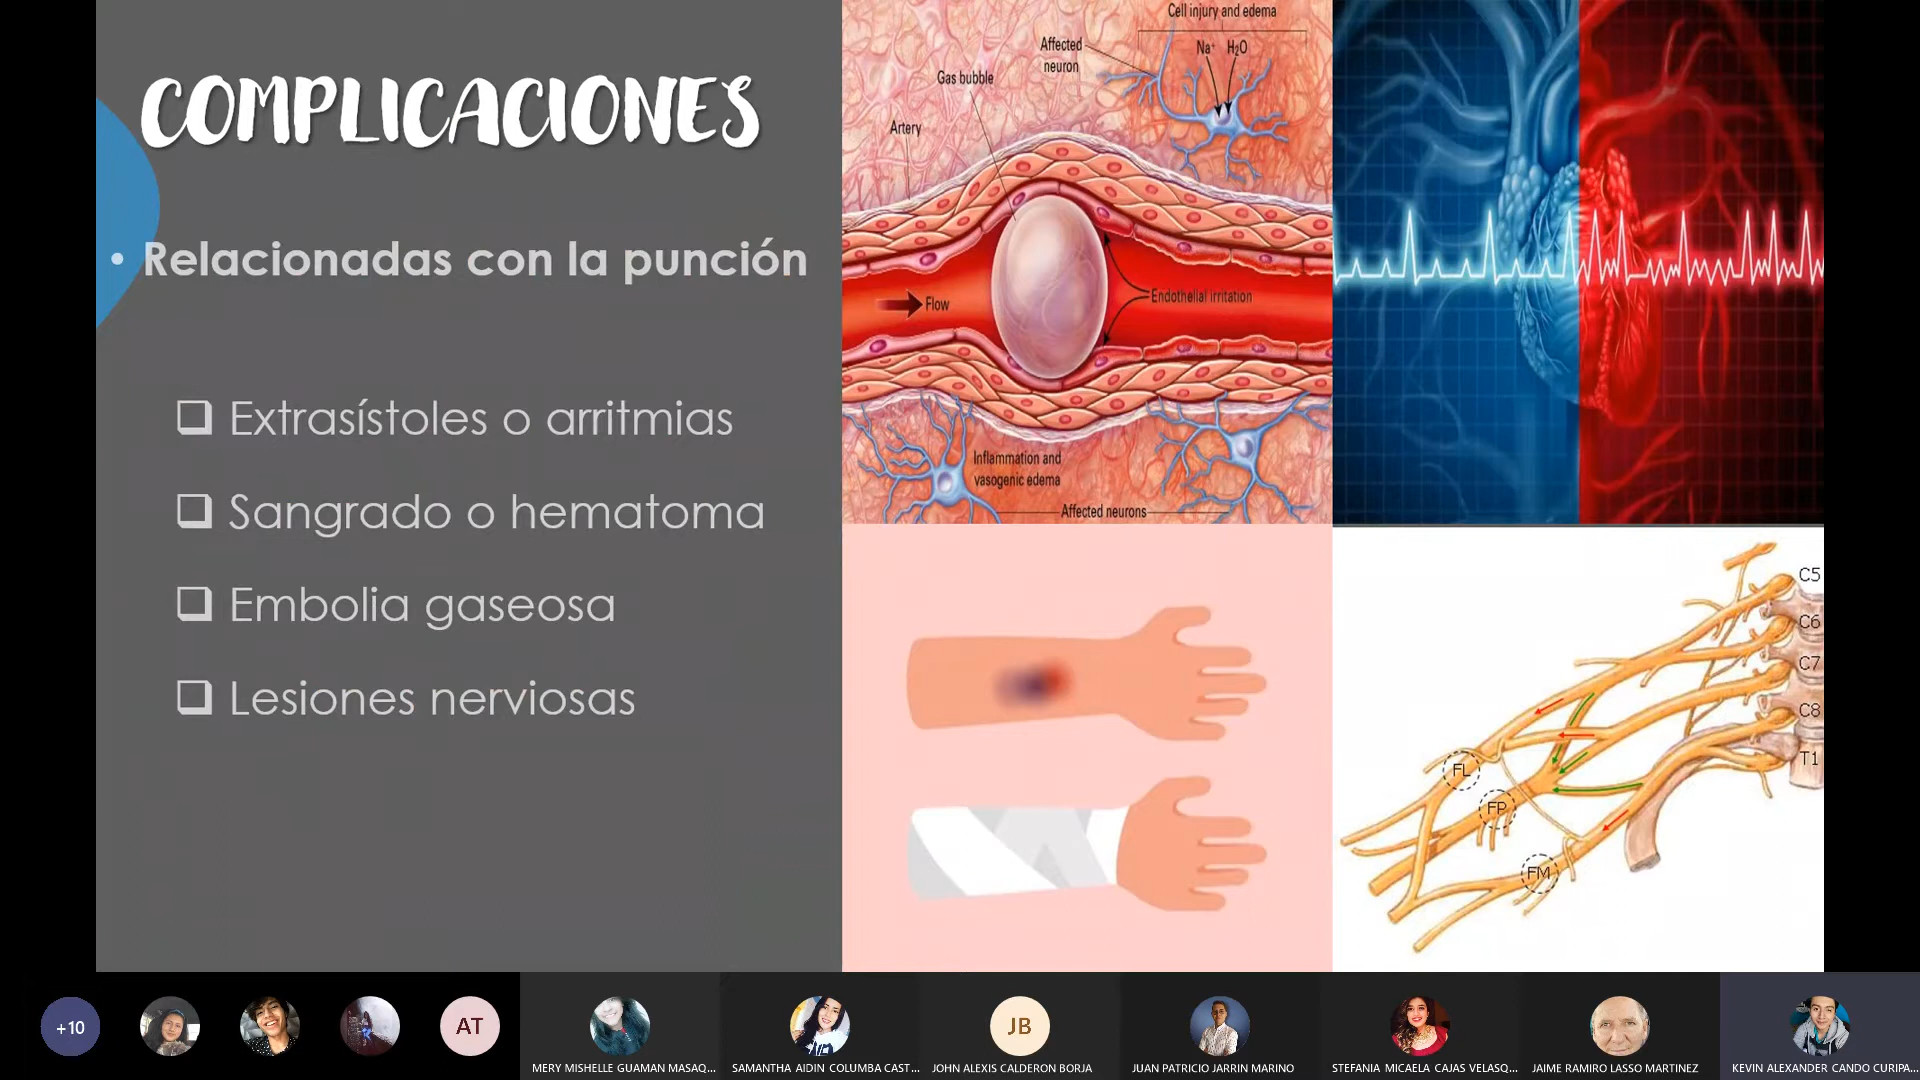 COMPLICACIONES
• Relacionadas con la punción
❑ Extrasístoles o arritmias
❑ Sangrado o hematoma
❑ Embolia gaseosa
❑ Lesiones nerviosas
Cell injury and edema
Na⁺ H₂O
Affected
neuron
Gas bubble
Artery
Flow
Endothelial irritation
Inflammation and
vasogenic edema
Affected neurons
C5
C6
C7
C8
T1
FL
FP
FM
+10
AT
JB
MERY MISHELLE GUAMAN MASAQ...
SAMANTHA AIDIN COLUMBA CAST...
JOHN ALEXIS CALDERON BORJA
JUAN PATRICIO JARRIN MARINO
STEFANIA MICAELA CAJAS VELASQ...
JAIME RAMIRO LASSO MARTINEZ
KEVIN ALEXANDER CANDO CURIPA...